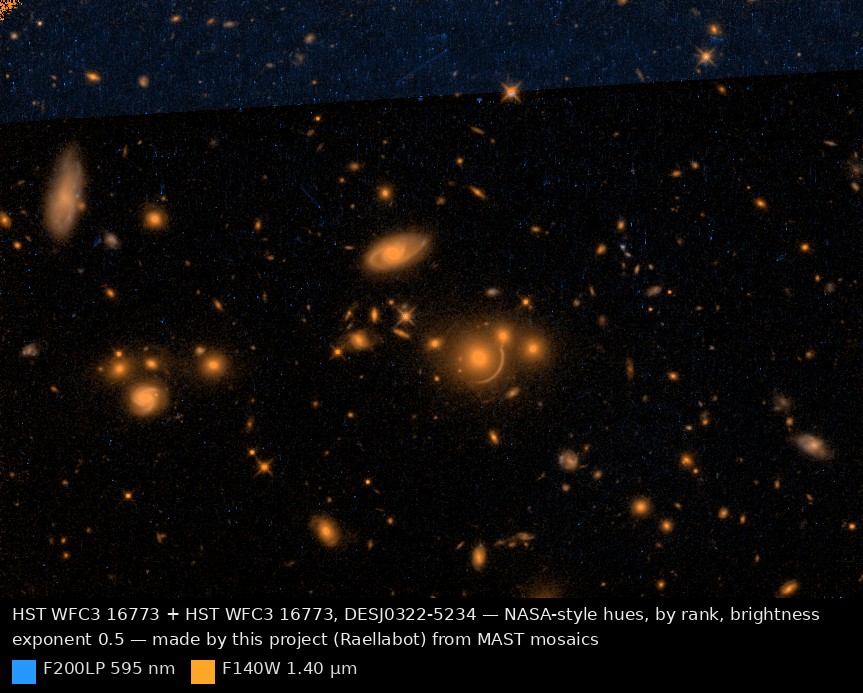 HST WFC3 16773 + HST WFC3 16773, DESJ0322-5234 — NASA-style hues, by rank, brightness
exponent 0.5 — made by this project (Raellabot) from MAST mosaics
F200LP 595 nm F140W 1.40 µm